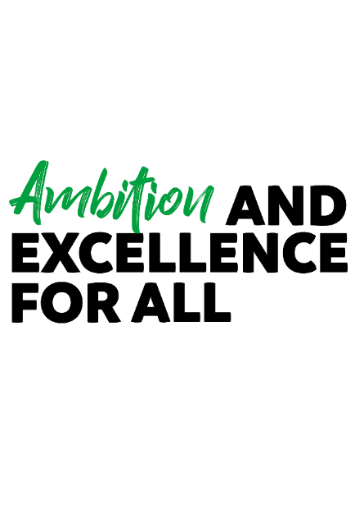 Ambition AND
EXCELLENCE
FOR ALL